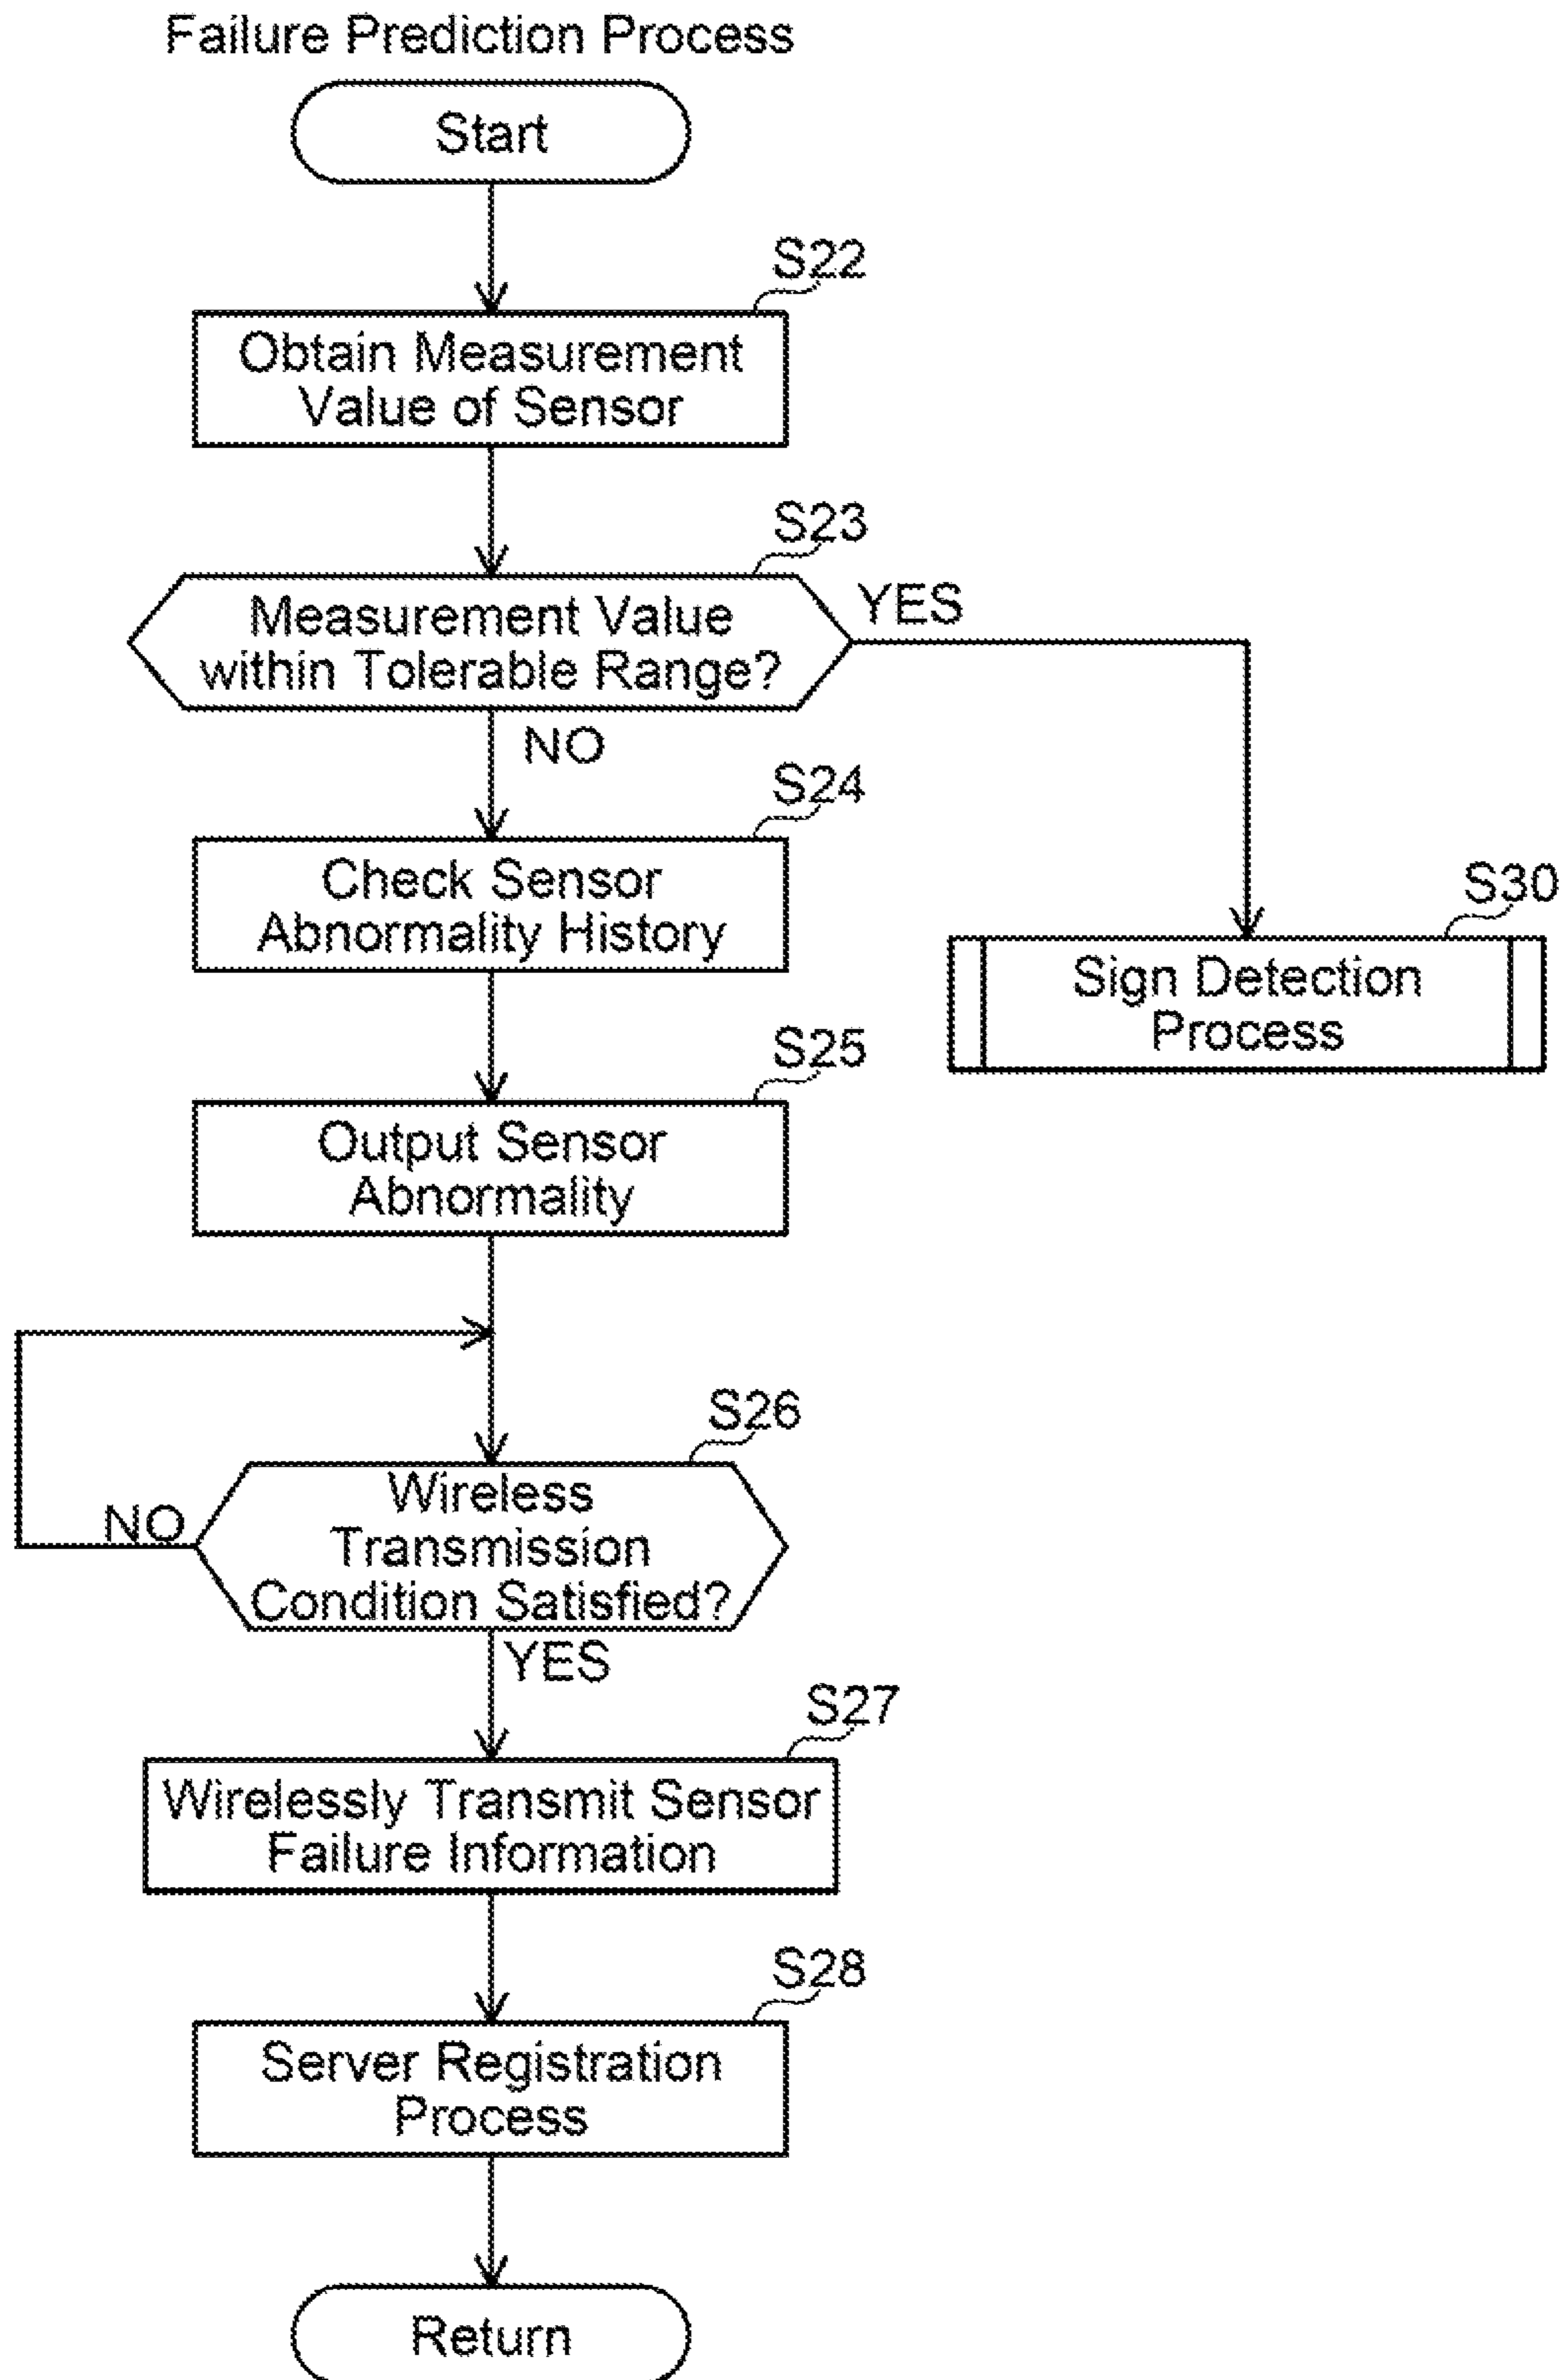 Failure Prediction Process
Start
S22
Obtain Measurement
Value of Sensor
S23
Measurement Value
within Tolerable Range?
YES
NO
S24
Check Sensor
Abnormality History
S30
Sign Detection
Process
S25
Output Sensor
Abnormality
S26
Wireless
Transmission
Condition Satisfied?
NO
YES
S27
Wirelessly Transmit Sensor
Failure Information
S28
Server Registration
Process
Return